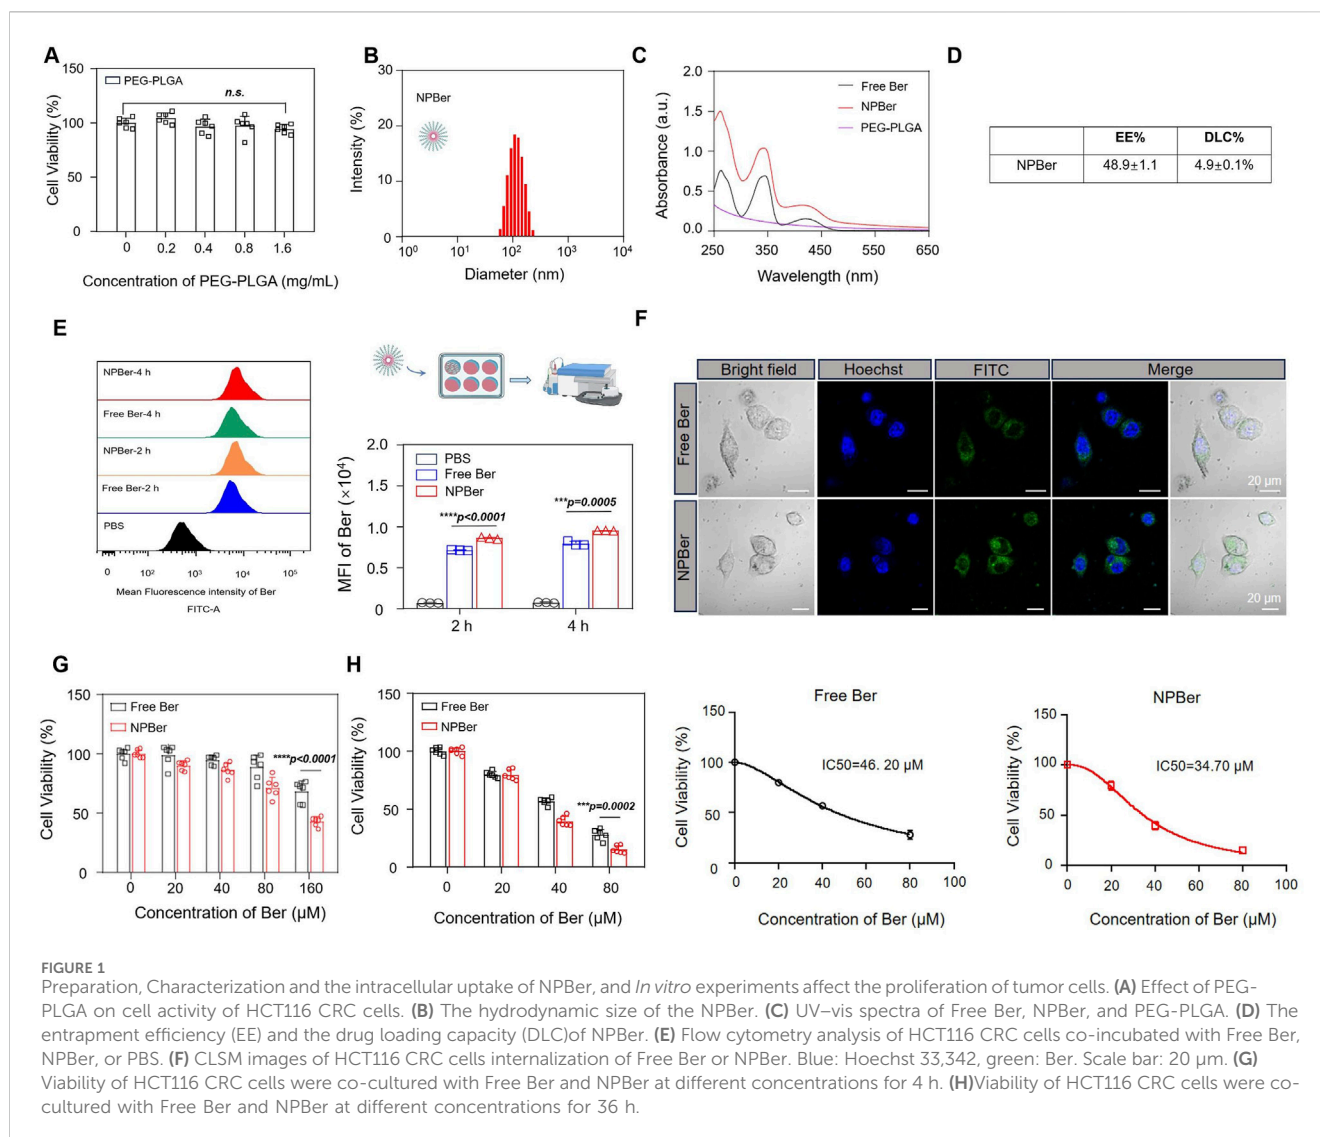 A
150
100
50
0
Cell Viability (%)
PEG-PLGA
n.s.
0 0.2 0.4 0.8 1.6
Concentration of PEG-PLGA (mg/mL)
B
30
20
10
0
Intensity (%)
NPBer
10⁰ 10¹ 10² 10³ 10⁴
Diameter (nm)
C
2.0
1.5
1.0
0.5
0.0
Absorbance (a.u.)
Free Ber
NPBer
PEG-PLGA
250 350 450 550 650
Wavelength (nm)
D
EE% DLC%
NPBer 48.9±1.1 4.9±0.1%
E
NPBer-4 h
Free Ber-4 h
NPBer-2 h
Free Ber-2 h
PBS
0 10² 10³ 10⁴ 10⁵
Mean Fluorescence intensity of Ber
FITC-A
2.0
1.5
1.0
0.5
0
MFI of Ber (×10⁴)
PBS
Free Ber
NPBer
****p<0.0001
***p=0.0005
2 h 4 h
F
Bright field Hoechst FITC Merge
Free Ber
20 µm
NPBer
20 µm
G
150
100
50
0
Cell Viability (%)
Free Ber
NPBer
****p<0.0001
0 20 40 80 160
Concentration of Ber (µM)
H
150
100
50
0
Cell Viability (%)
Free Ber
NPBer
***p=0.0002
0 20 40 80
Concentration of Ber (µM)
Free Ber
150
100
50
0
Cell Viability (%)
IC50=46. 20 µM
0 20 40 60 80 100
Concentration of Ber (µM)
NPBer
150
100
50
0
Cell Viability (%)
IC50=34.70 µM
0 20 40 60 80 100
Concentration of Ber (µM)
FIGURE 1
Preparation, Characterization and the intracellular uptake of NPBer, and In vitro experiments affect the proliferation of tumor cells. (A) Effect of PEG-
PLGA on cell activity of HCT116 CRC cells. (B) The hydrodynamic size of the NPBer. (C) UV–vis spectra of Free Ber, NPBer, and PEG-PLGA. (D) The
entrapment efficiency (EE) and the drug loading capacity (DLC)of NPBer. (E) Flow cytometry analysis of HCT116 CRC cells co-incubated with Free Ber,
NPBer, or PBS. (F) CLSM images of HCT116 CRC cells internalization of Free Ber or NPBer. Blue: Hoechst 33,342, green: Ber. Scale bar: 20 µm. (G)
Viability of HCT116 CRC cells were co-cultured with Free Ber and NPBer at different concentrations for 4 h. (H)Viability of HCT116 CRC cells were co-
cultured with Free Ber and NPBer at different concentrations for 36 h.